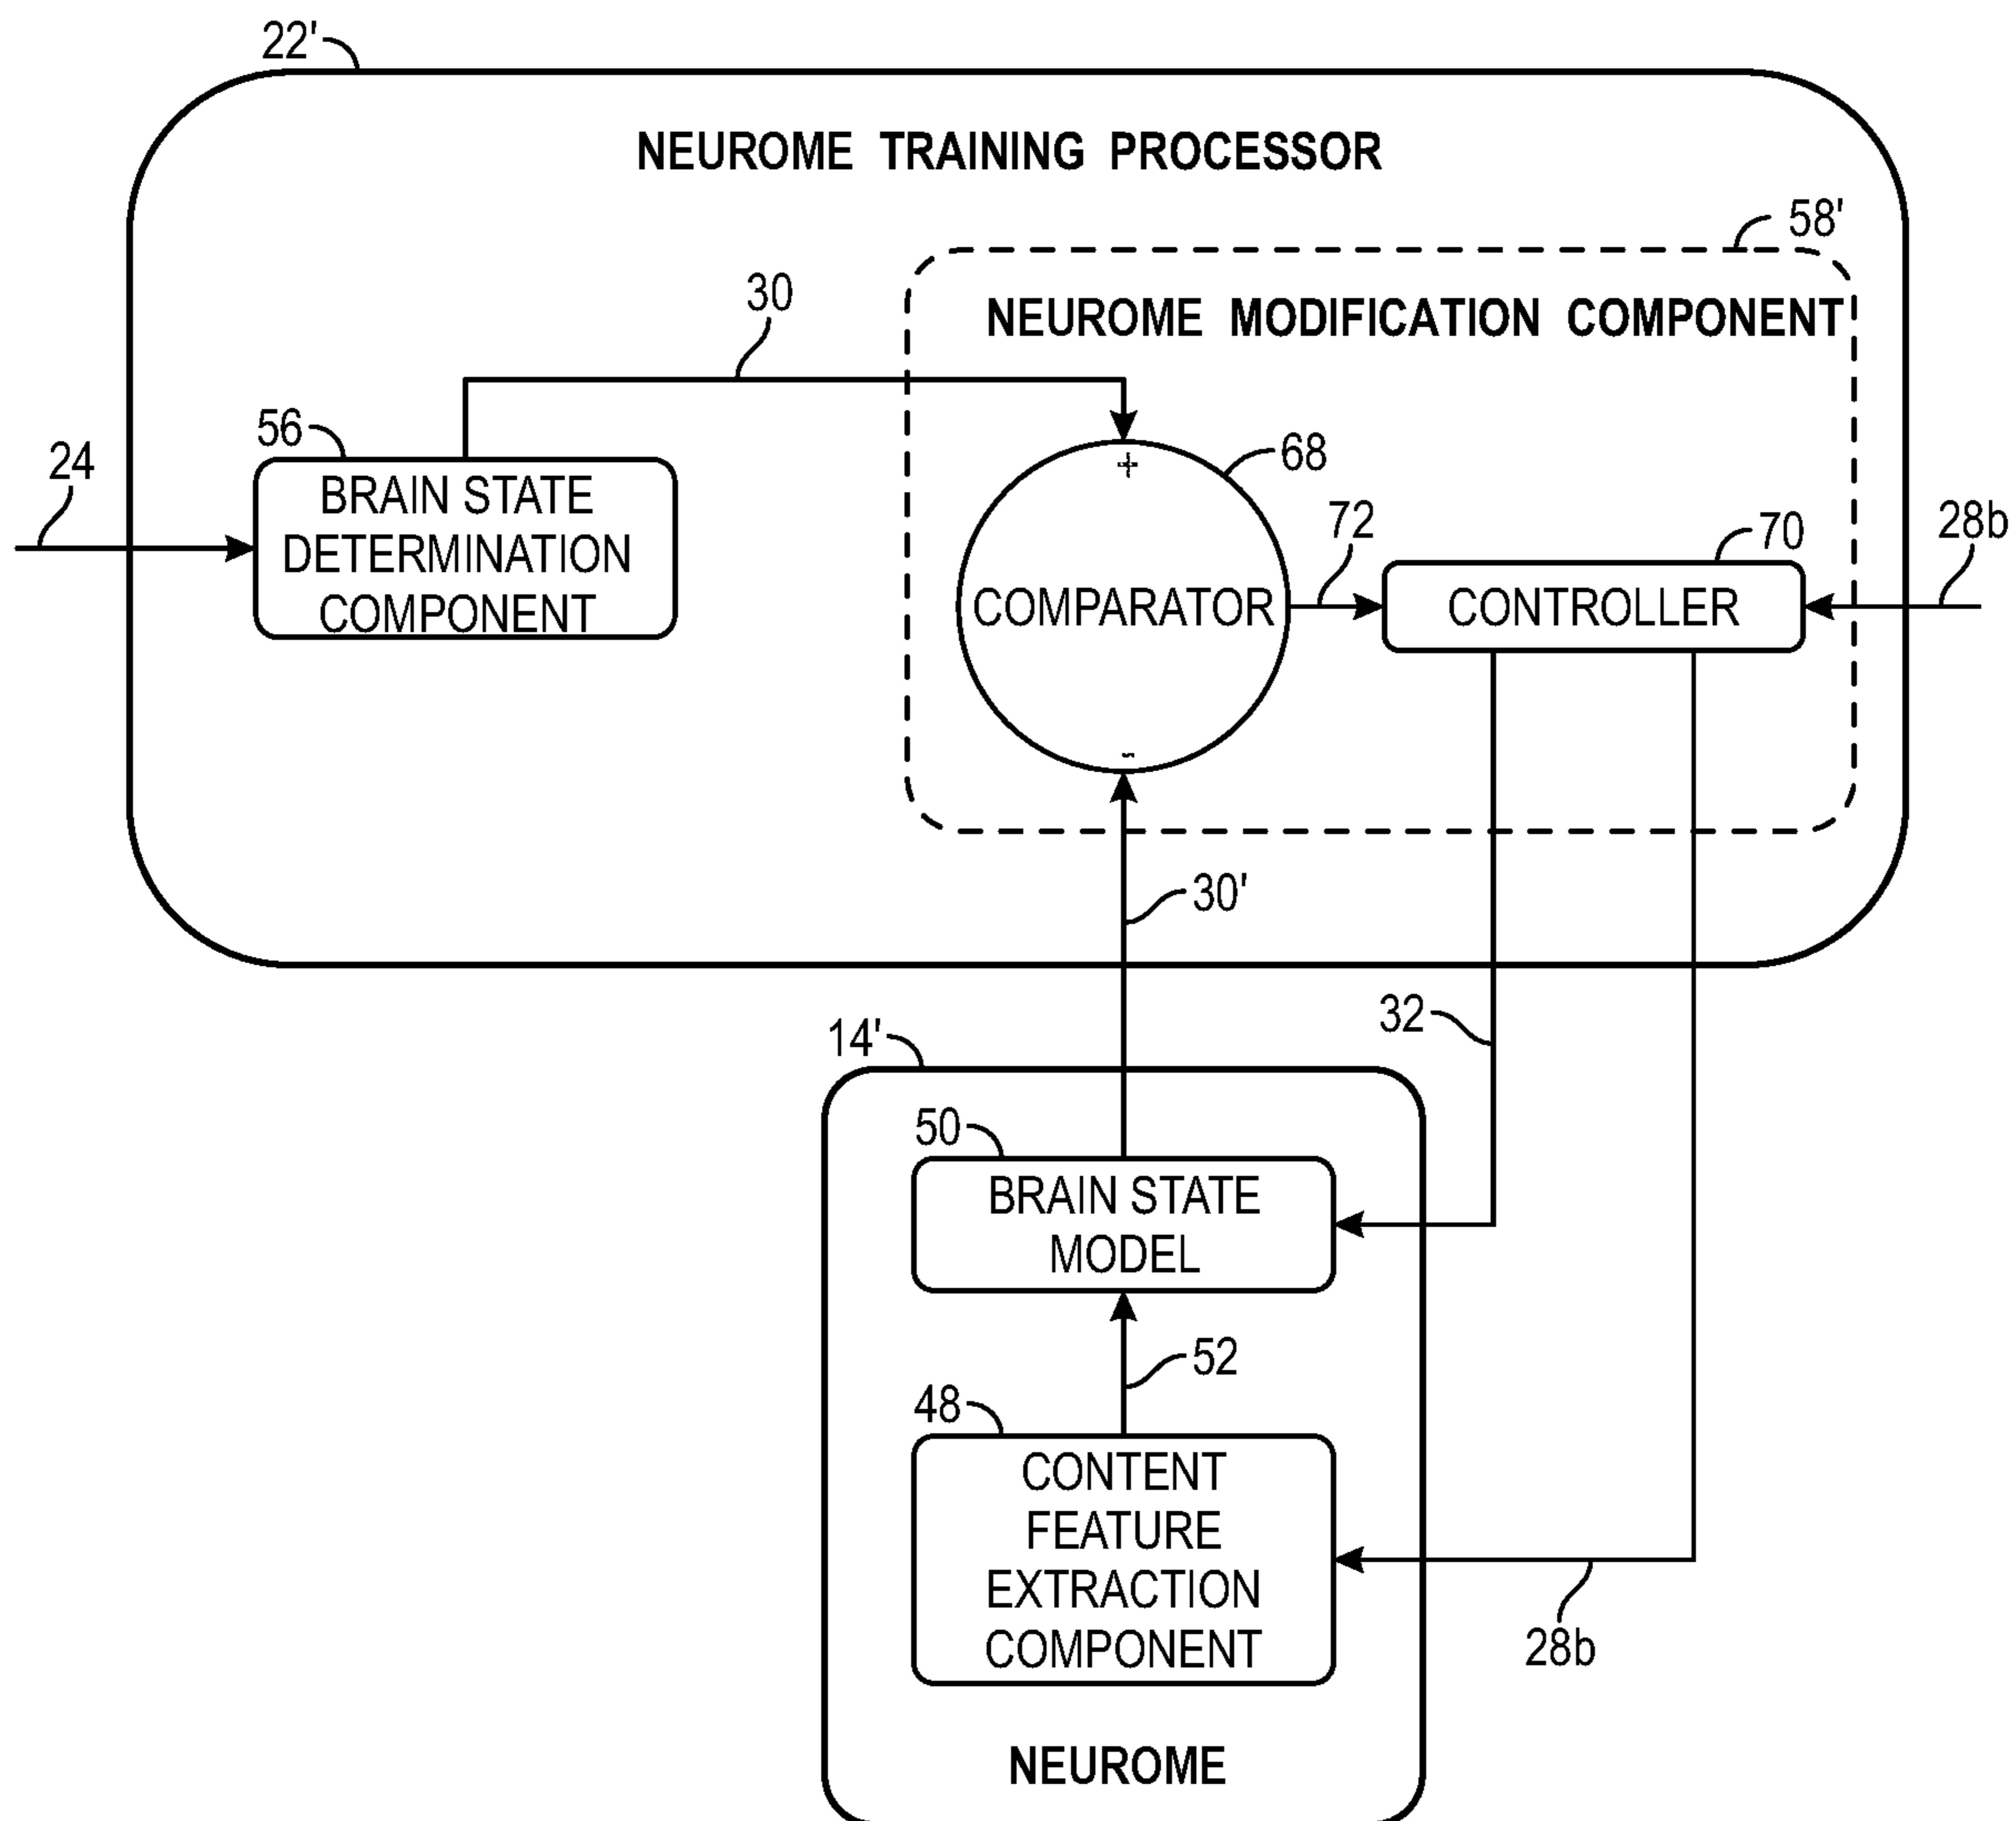 22'
NEUROME TRAINING PROCESSOR
58'
NEUROME MODIFICATION COMPONENT
30
56
24
BRAIN STATE
DETERMINATION
COMPONENT
+
68
COMPARATOR
-
72
70
CONTROLLER
28b
30'
32
14'
50
BRAIN STATE
MODEL
52
48
CONTENT
FEATURE
EXTRACTION
COMPONENT
28b
NEUROME